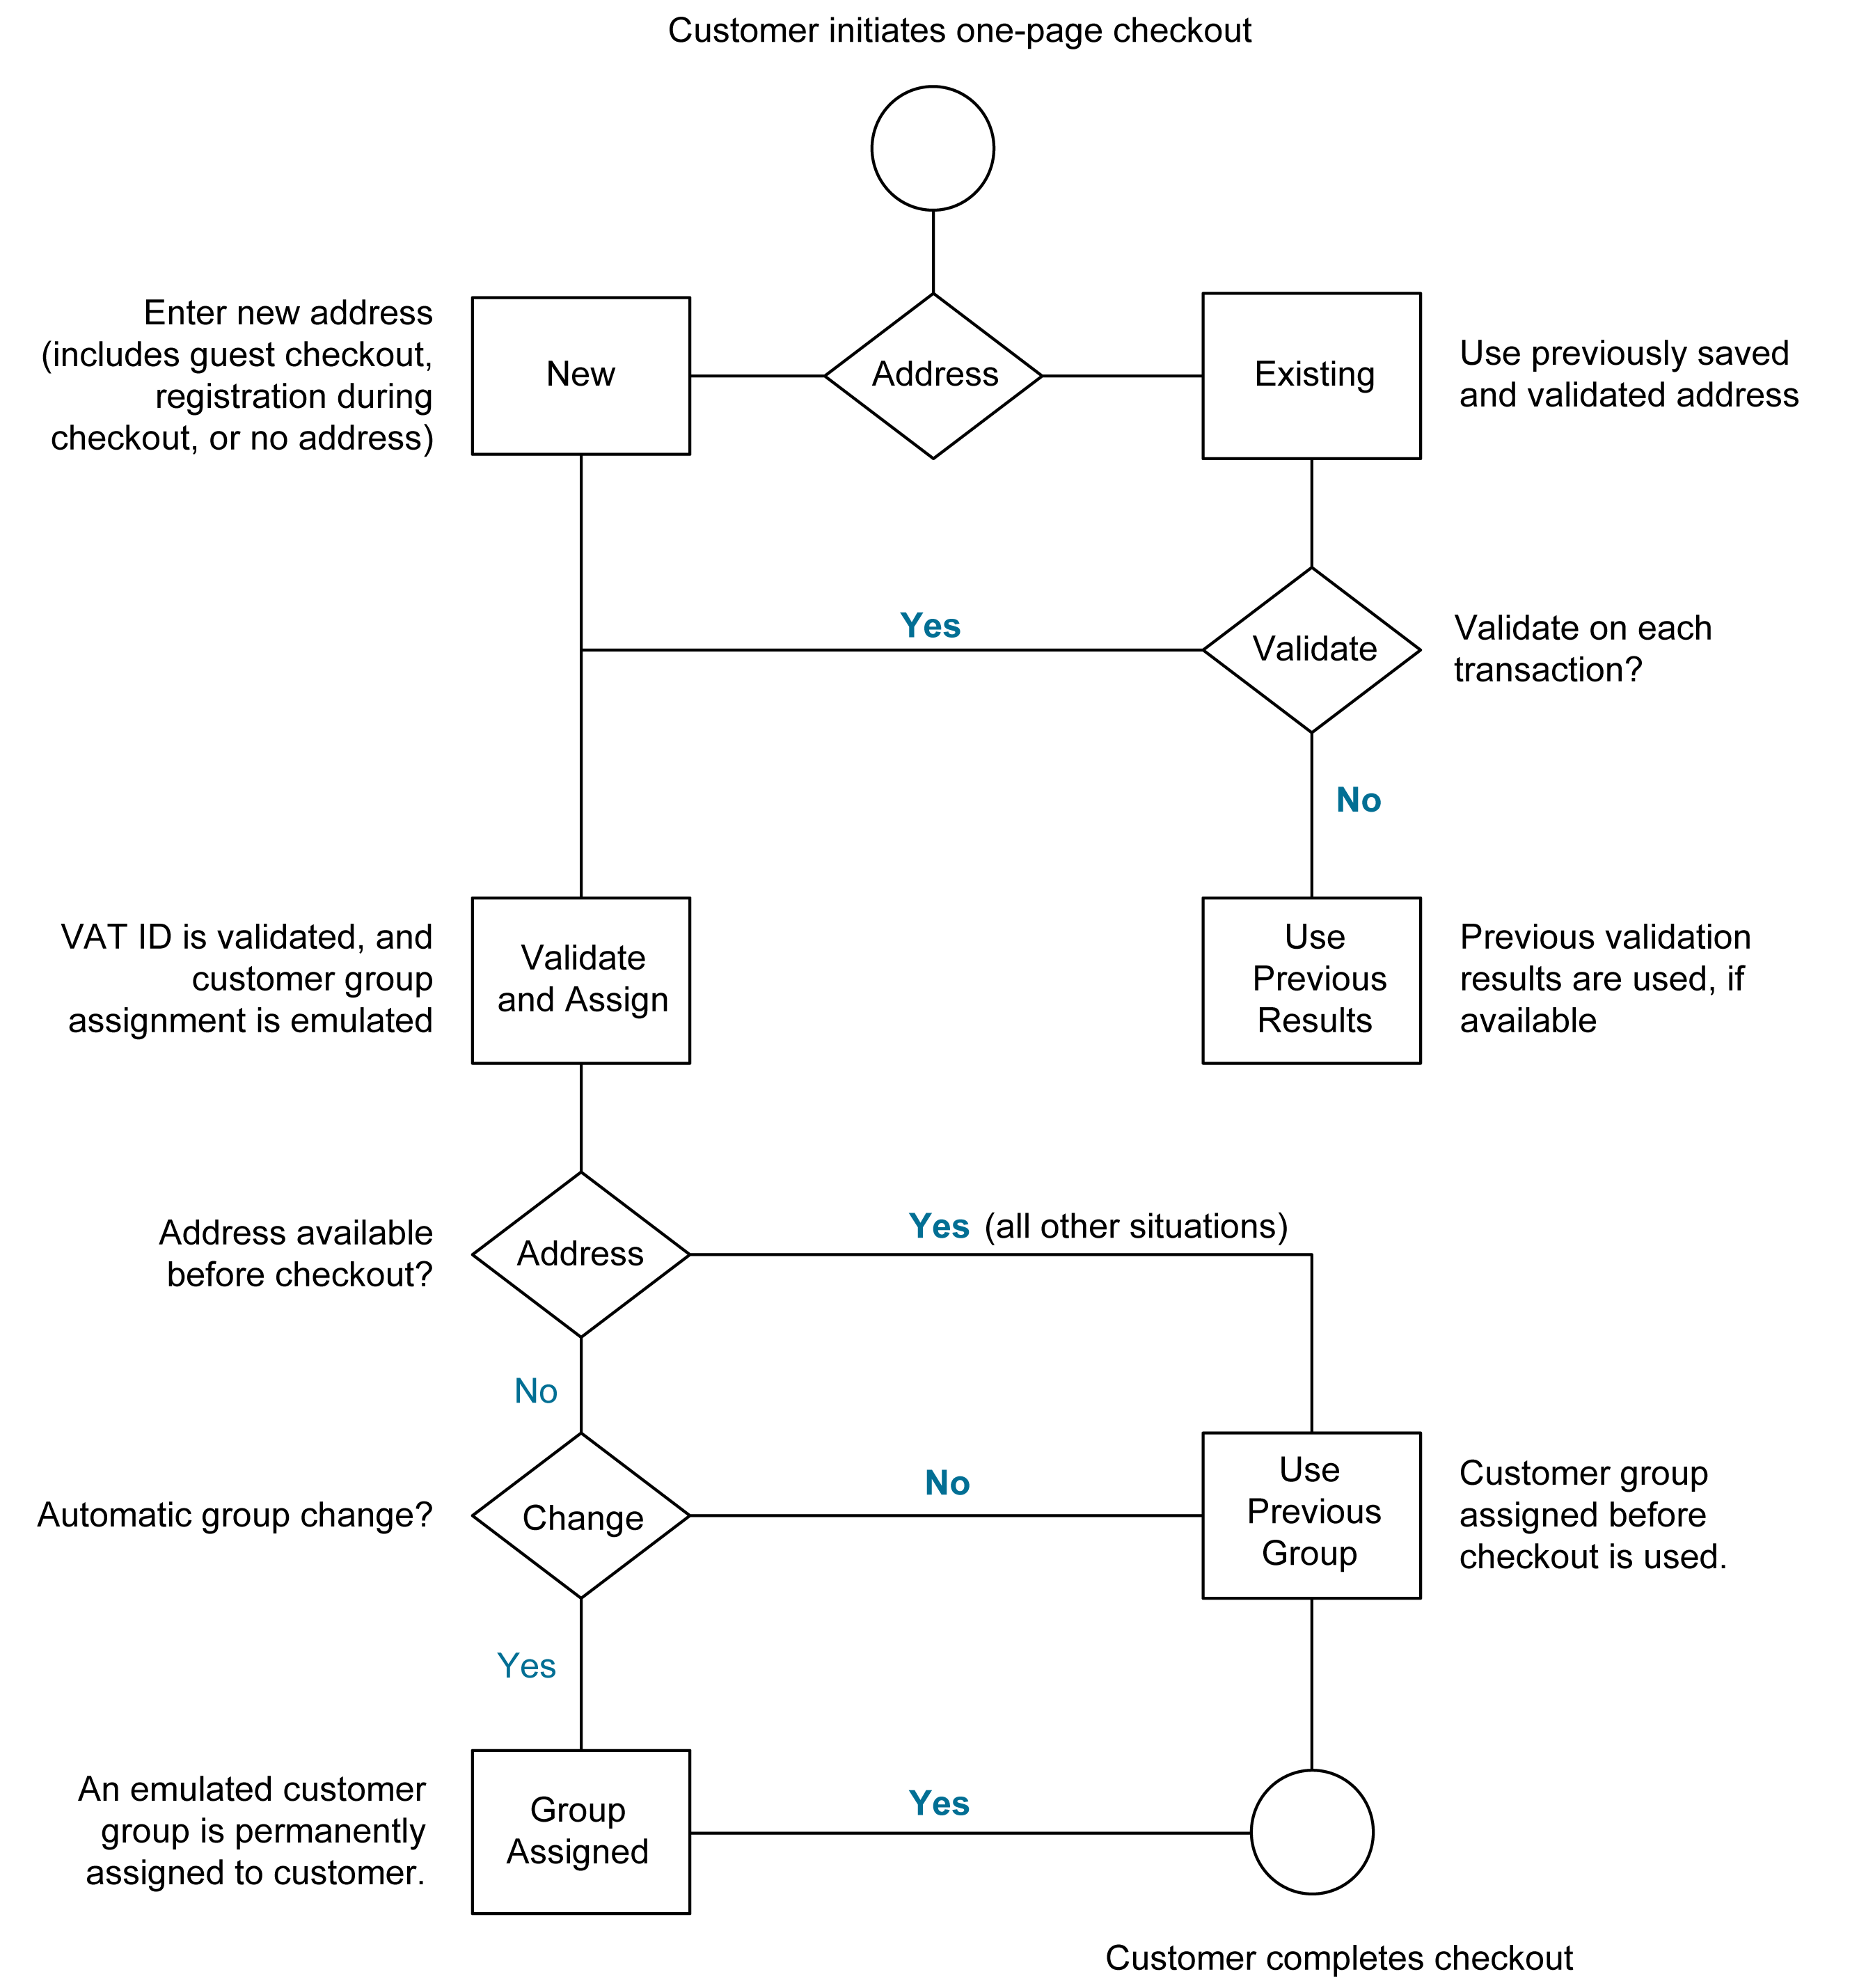 Customer initiates one-page checkout
Enter new address
(includes guest checkout,
registration during
checkout, or no address)
New
Address
Existing
Use previously saved
and validated address
Yes
Validate
Validate on each
transaction?
No
VAT ID is validated, and
customer group
assignment is emulated
Validate
and Assign
Use
Previous
Results
Previous validation
results are used, if
available
Address available
before checkout?
Address
Yes (all other situations)
No
Automatic group change?
Change
No
Use
Previous
Group
Customer group
assigned before
checkout is used.
Yes
An emulated customer
group is permanently
assigned to customer.
Group
Assigned
Yes
Customer completes checkout